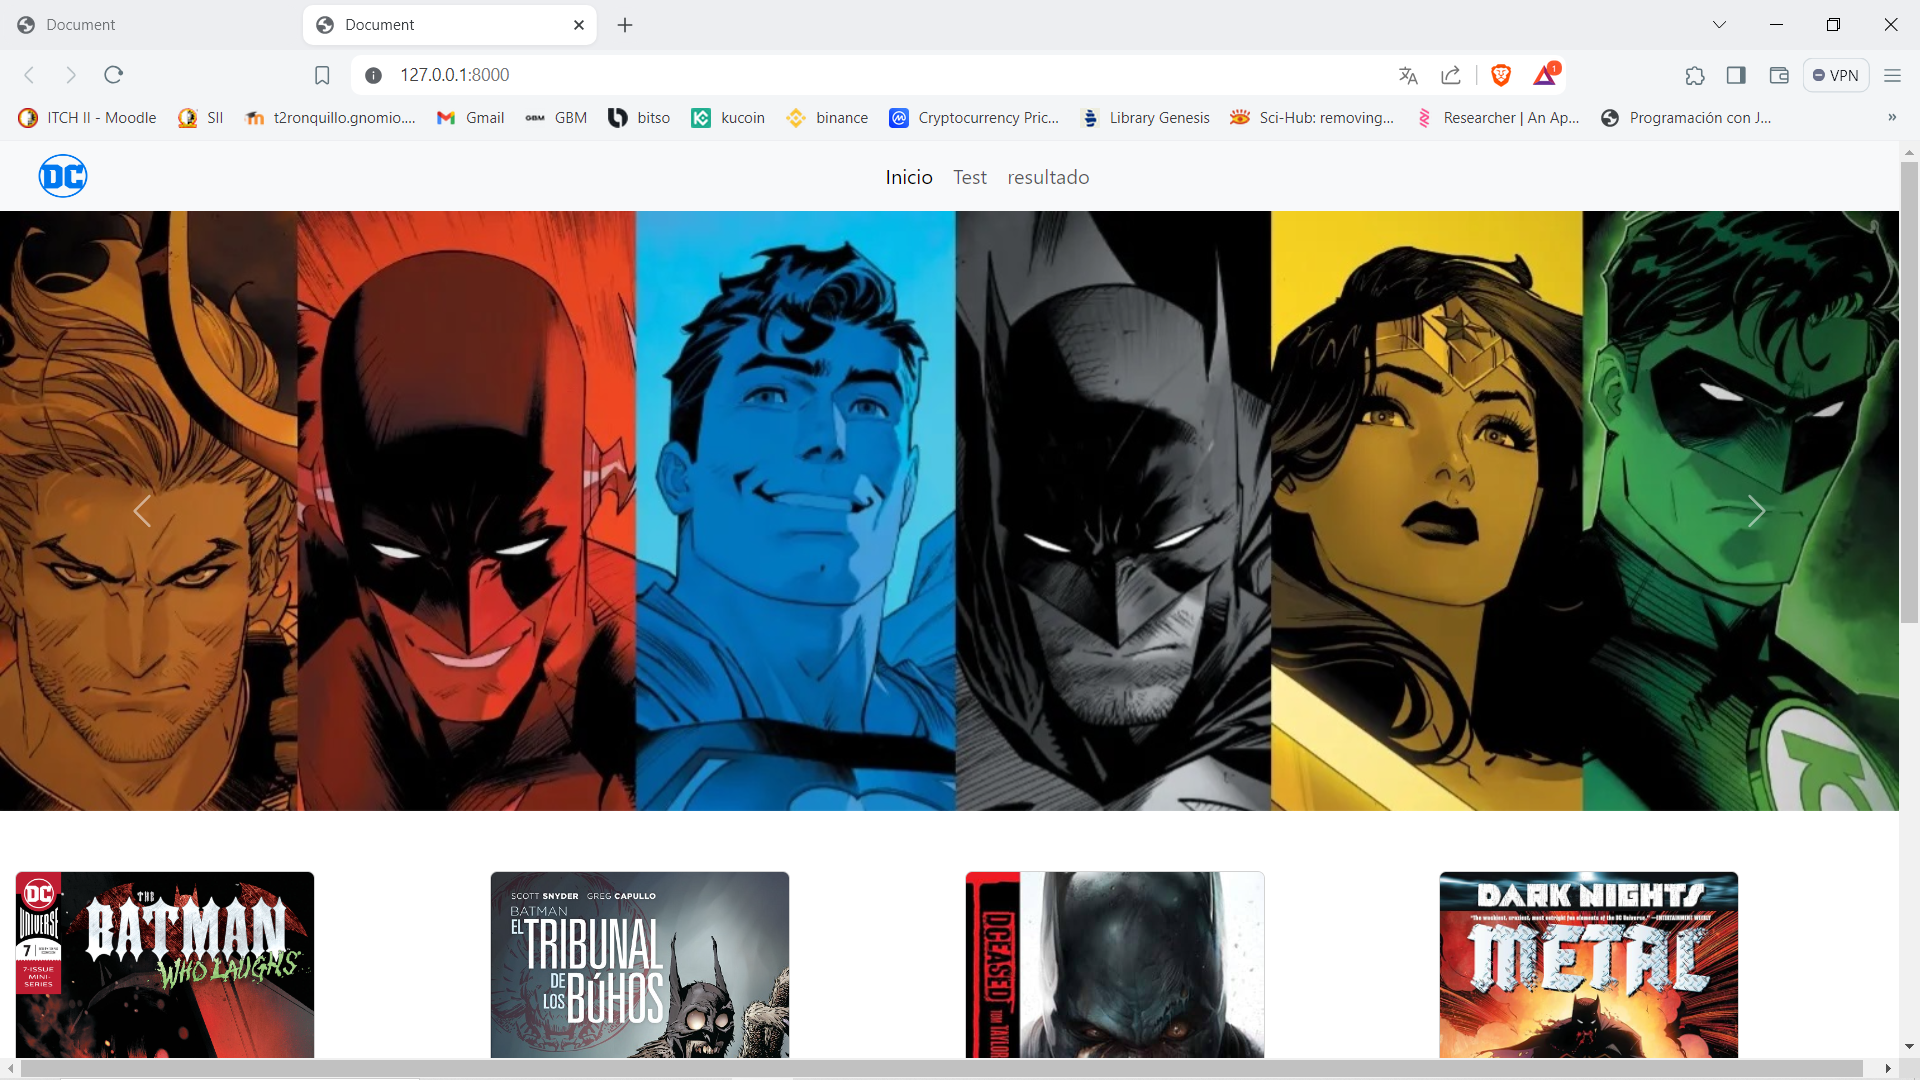 Document
Document
127.0.0.1:8000
1
VPN
ITCH II - Moodle
SII
t2ronquillo.gnomio....
Gmail
GBM
GBM
bitso
kucoin
binance
Cryptocurrency Pric...
Library Genesis
Sci-Hub: removing...
Researcher | An Ap...
Programación con J...
»
DC
Inicio
Test
resultado
DC
UNIVERSE
7
7-ISSUE
MINI-
SERIES
THE
BATMAN
WHO LAUGHS
SCOTT SNYDER GREG CAPULLO
BATMAN
EL TRIBUNAL
DE
LOS BÚHOS
DCEASED
TOM TAYLOR
DARK NIGHTS
METAL